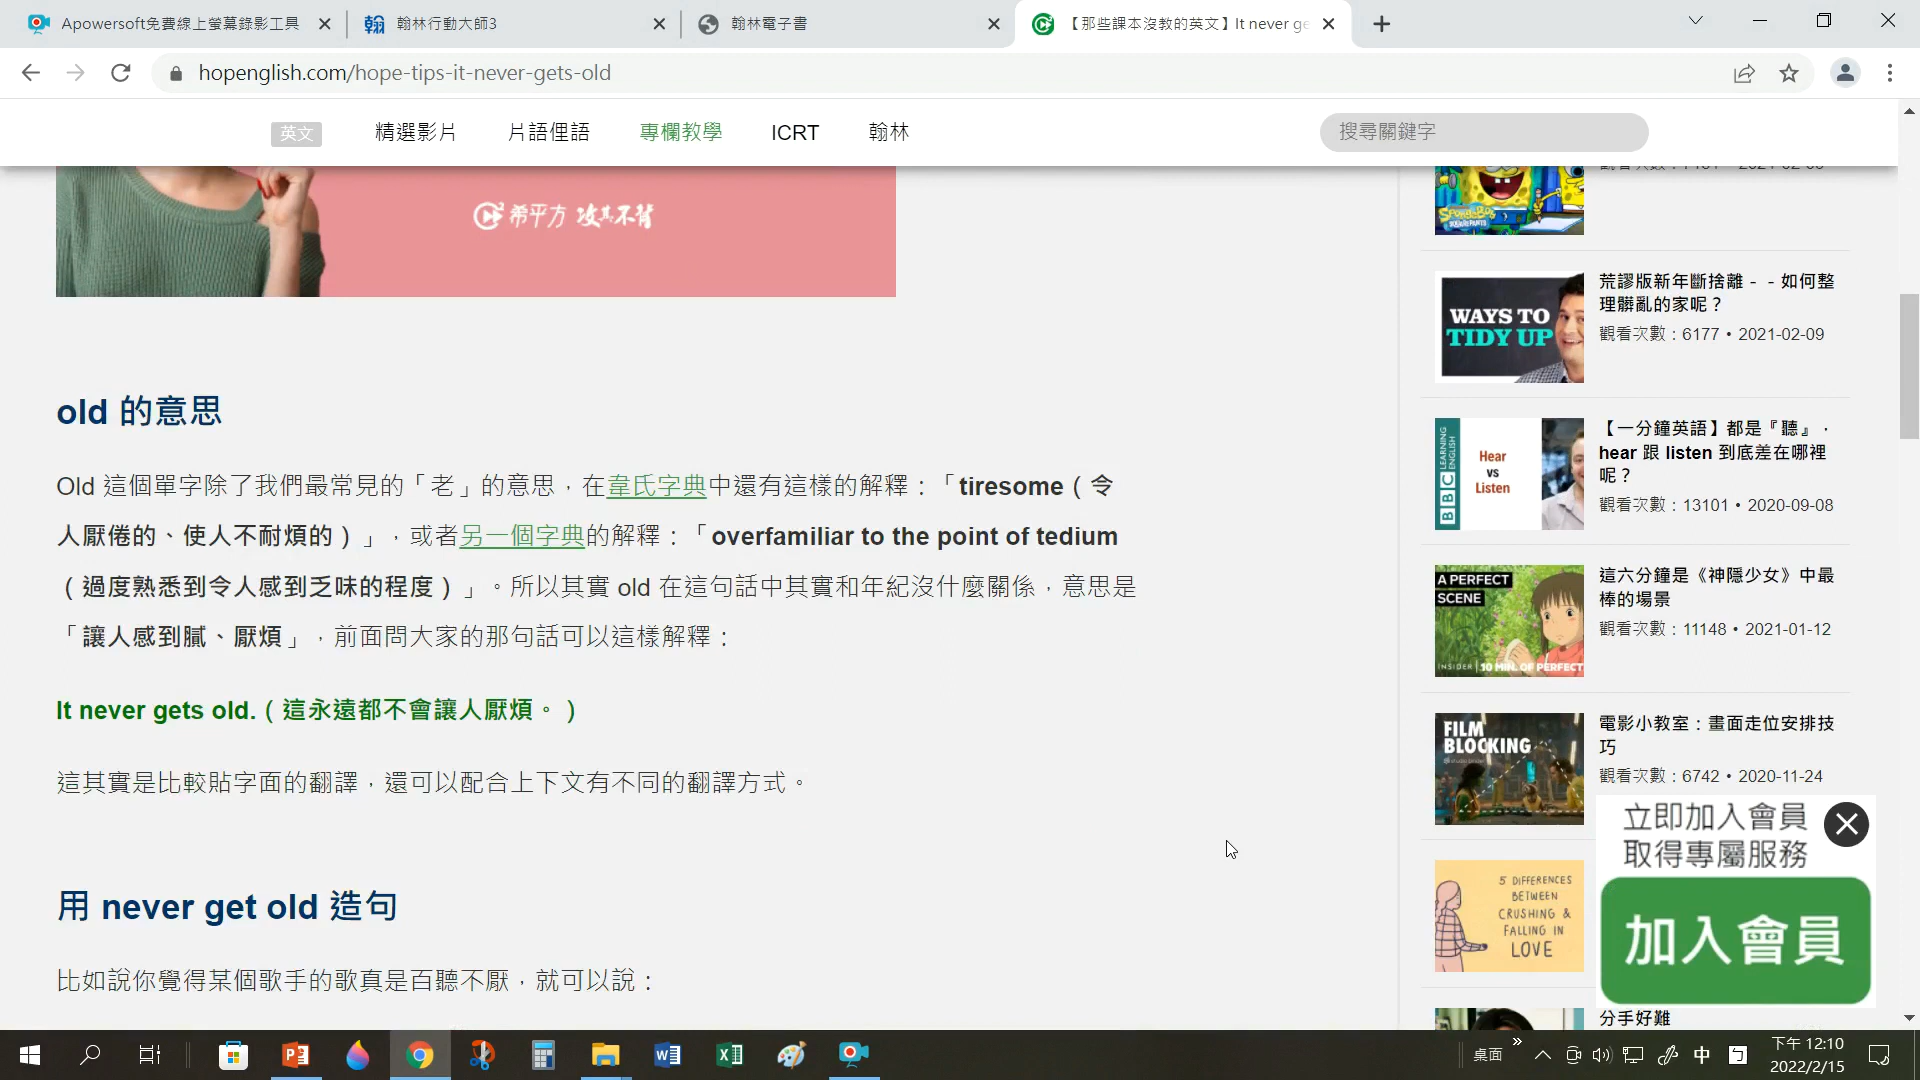 Apowersoft免費線上螢幕錄影工具
翰林行動大師3
翰林電子書
【那些課本沒教的英文】It never ge
hopenglish.com/hope-tips-it-never-gets-old
英文
精選影片
片語俚語
專欄教學
ICRT
翰林
搜尋關鍵字
希平方 攻其不背
old 的意思
Old 這個單字除了我們最常見的「老」的意思，在韋氏字典中還有這樣的解釋：「tiresome（令
人厭倦的、使人不耐煩的）」，或者另一個字典的解釋：「overfamiliar to the point of tedium
（過度熟悉到令人感到乏味的程度）」。所以其實 old 在這句話中其實和年紀沒什麼關係，意思是
「讓人感到膩、厭煩」，前面問大家的那句話可以這樣解釋：
It never gets old.（這永遠都不會讓人厭煩。）
這其實是比較貼字面的翻譯，還可以配合上下文有不同的翻譯方式。
用 never get old 造句
比如說你覺得某個歌手的歌真是百聽不厭，就可以說：
SpongeBob
SQUAREPANTS
WAYS TO
TIDY UP
荒謬版新年斷捨離－－如何整
理髒亂的家呢？
觀看次數：6177 • 2021-02-09
BBC LEARNING ENGLISH
Hear
vs
Listen
【一分鐘英語】都是『聽』，
hear 跟 listen 到底差在哪裡
呢？
觀看次數：13101 • 2020-09-08
A PERFECT
SCENE
INSIDER | 10 MIN. OF PERFECT
這六分鐘是《神隱少女》中最
棒的場景
觀看次數：11148 • 2021-01-12
FILM
BLOCKING
電影小教室：畫面走位安排技
巧
觀看次數：6742 • 2020-11-24
5 DIFFERENCES
BETWEEN
CRUSHING &
FALLING IN
LOVE
立即加入會員
取得專屬服務
加入會員
分手好難
桌面
中
下午 12:10
2022/2/15